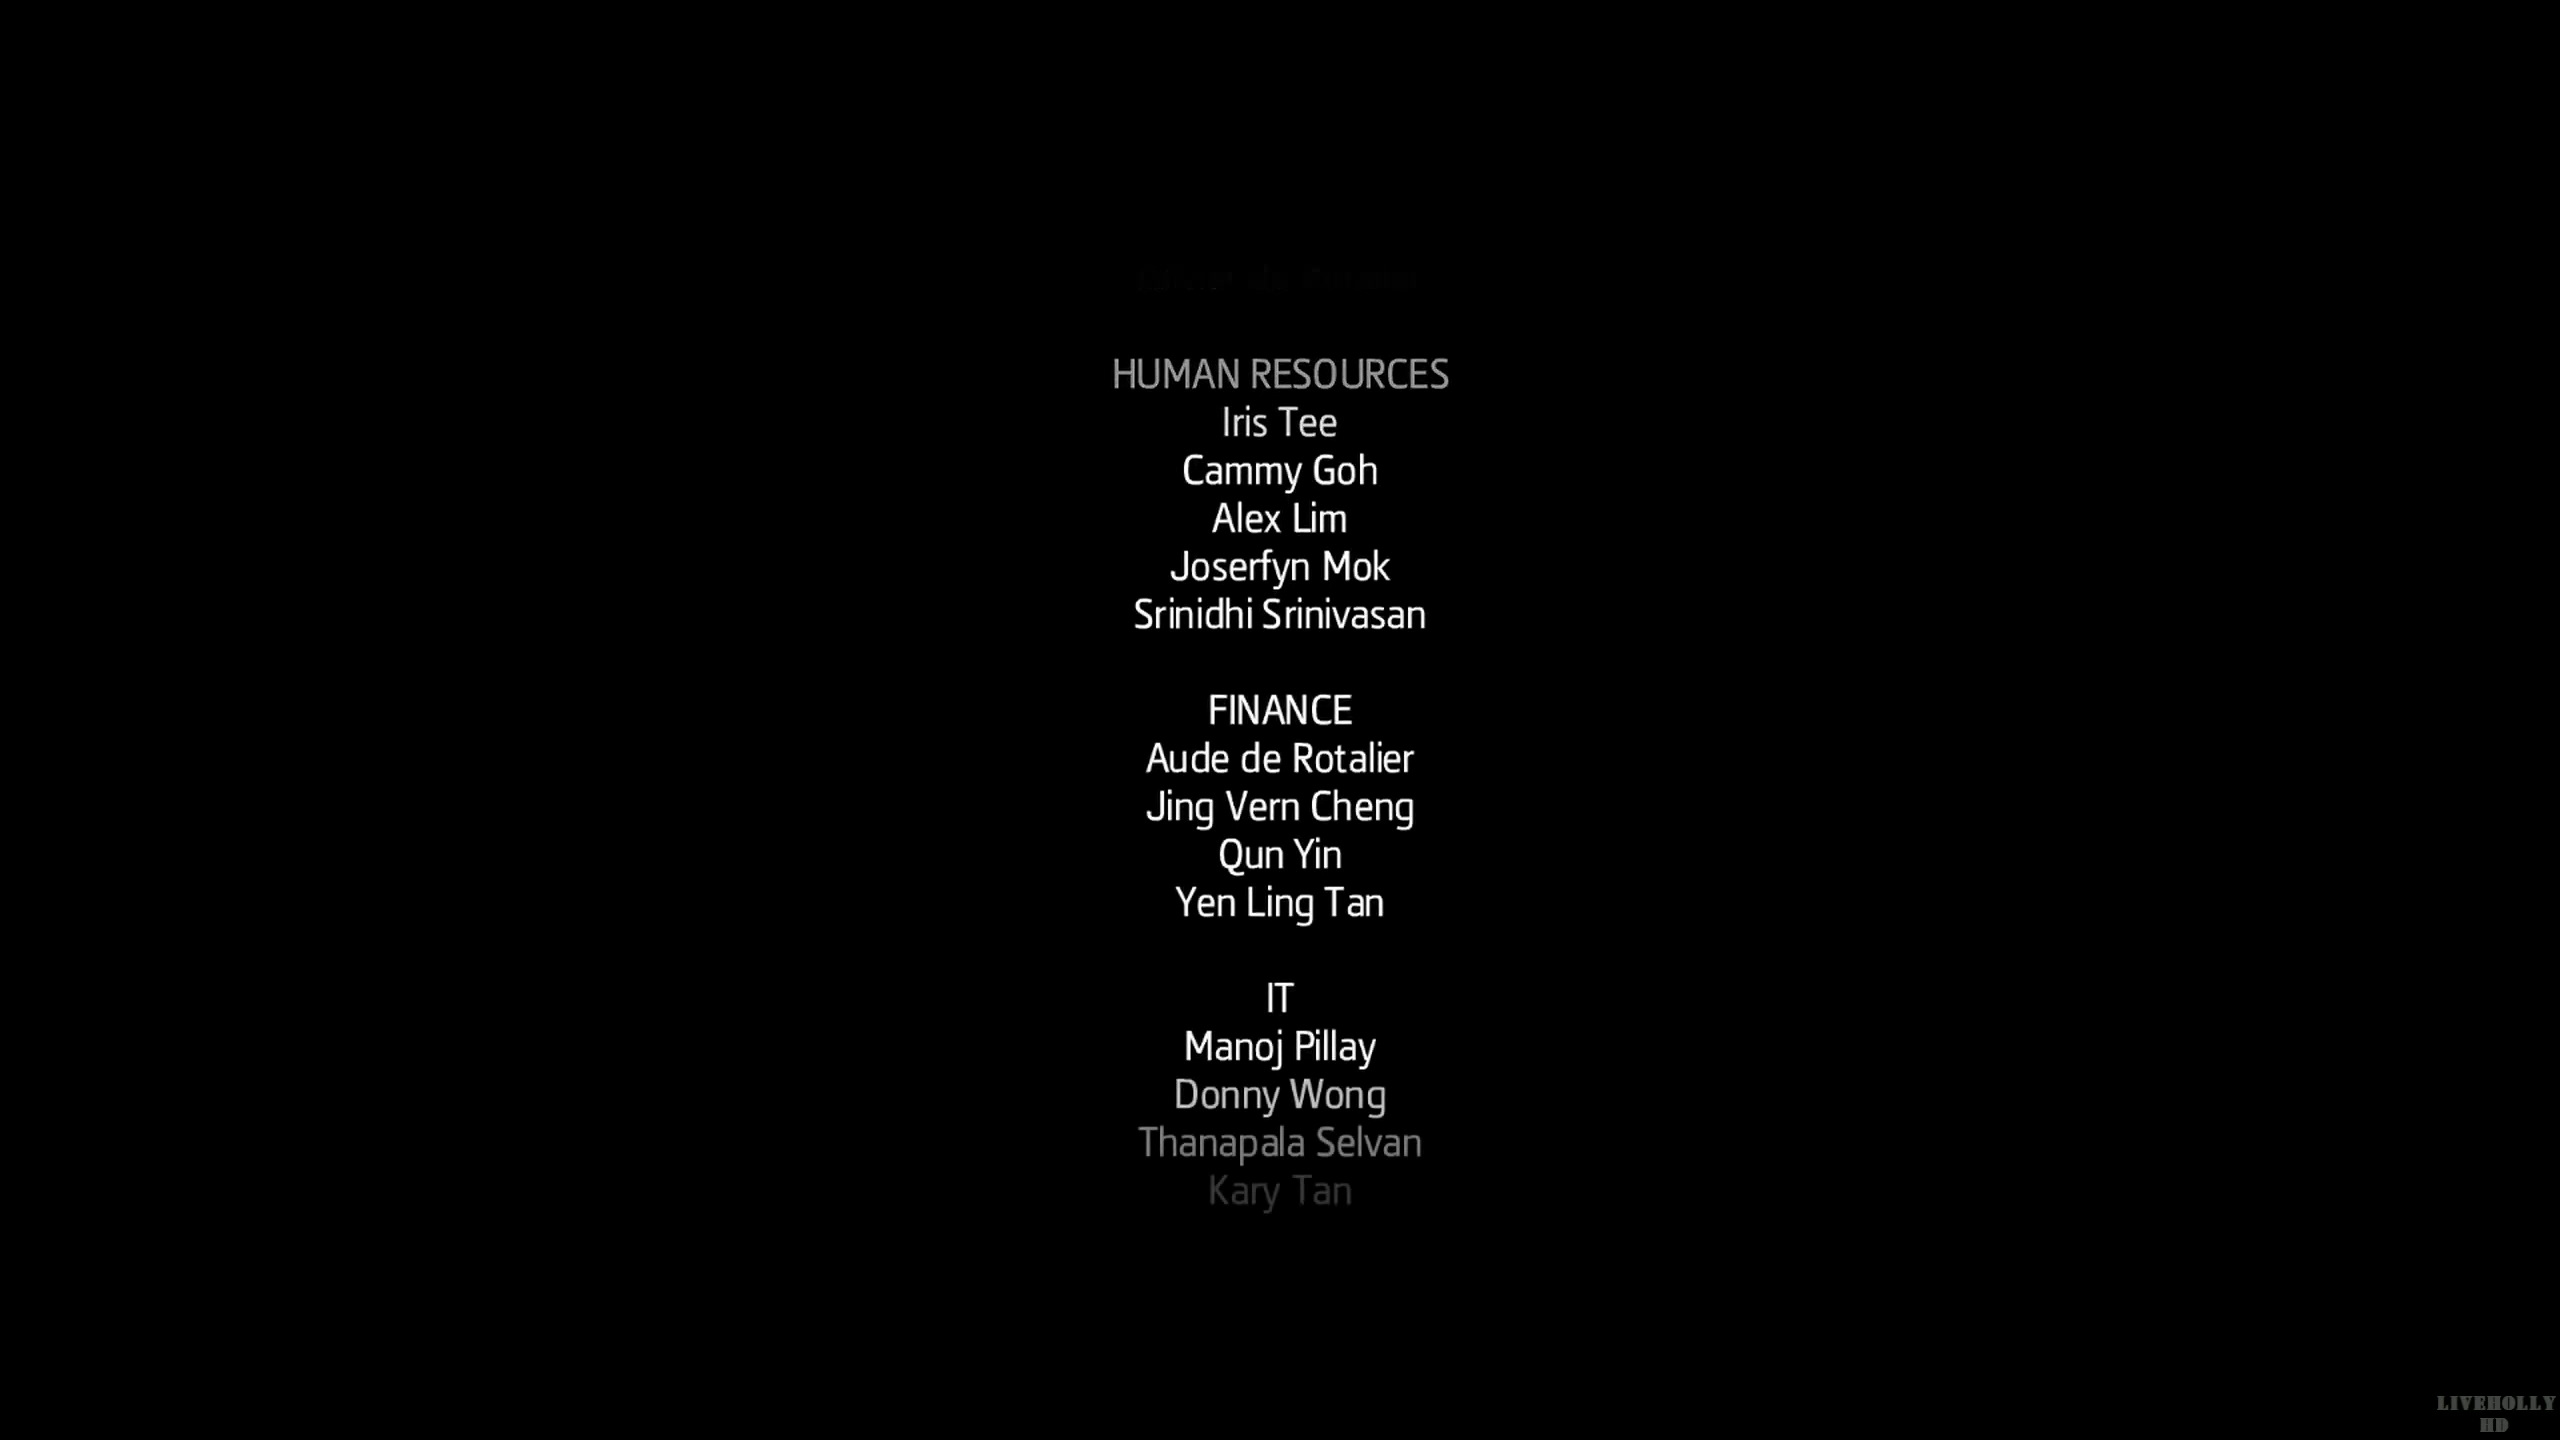 HUMAN RESOURCES
Iris Tee
Cammy Goh
Alex Lim
Joserfyn Mok
Srinidhi Srinivasan
FINANCE
Aude de Rotalier
Jing Vern Cheng
Qun Yin
Yen Ling Tan
IT
Manoj Pillay
Donny Wong
Thanapala Selvan
Kary Tan
LIVEHOLLY
HD